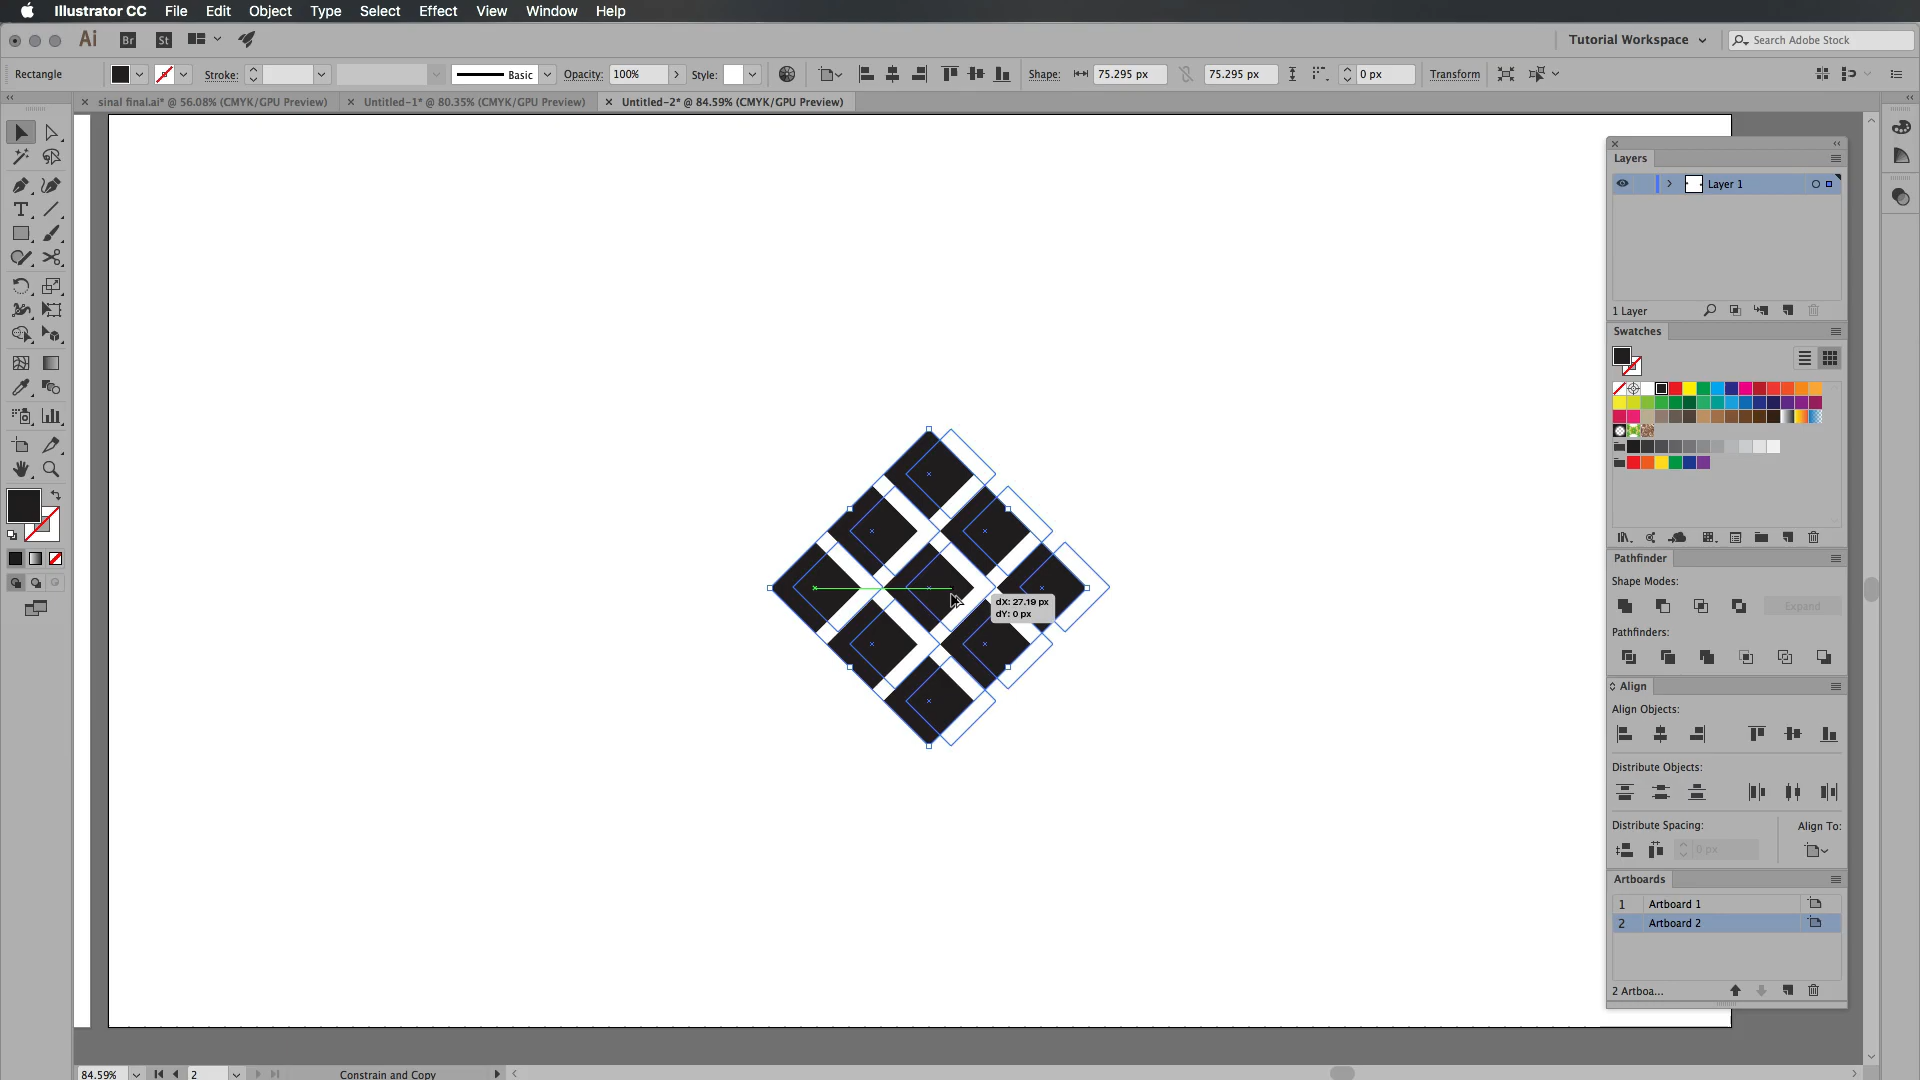 Illustrator CC File Edit Object Type Select Effect View Window Help
Ai Br St Tutorial Workspace Search Adobe Stock
Rectangle Stroke: Basic Opacity: 100% Style: Shape: 75.295 px 75.295 px 0 px Transform
sinal final.ai* @ 56.08% (CMYK/GPU Preview) Untitled-1* @ 80.35% (CMYK/GPU Preview) Untitled-2* @ 84.59% (CMYK/GPU Preview)
Layers
Layer 1
1 Layer
Swatches
Pathfinder
Shape Modes:
Expand
Pathfinders:
Align
Align Objects:
Distribute Objects:
Distribute Spacing: Align To:
0 px
Artboards
1 Artboard 1
2 Artboard 2
2 Artboa...
dX: 27.19 px
dY: 0 px
84.59% 2 Constrain and Copy